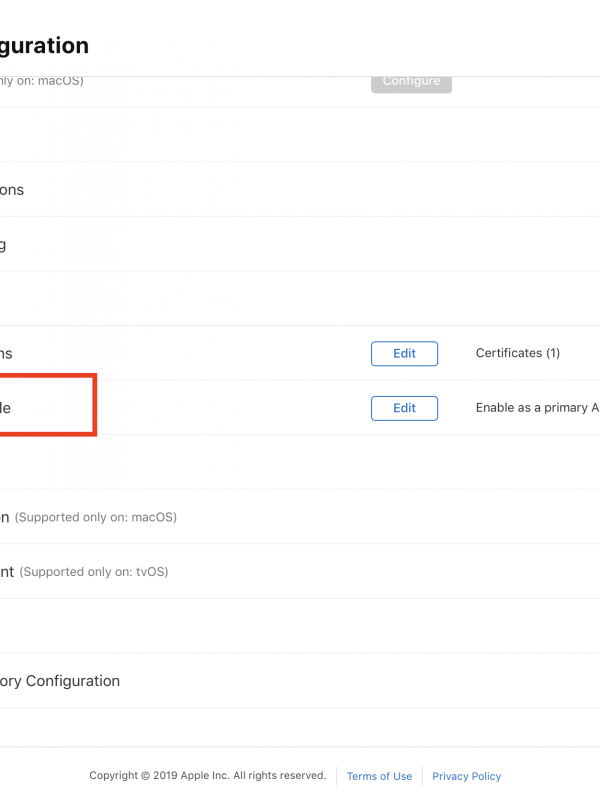 guration
nly on: macOS)
Configure
ons
g
ns
Edit
Certificates (1)
le
Edit
Enable as a primary A
on (Supported only on: macOS)
nt (Supported only on: tvOS)
ory Configuration
Copyright © 2019 Apple Inc. All rights reserved. Terms of Use Privacy Policy